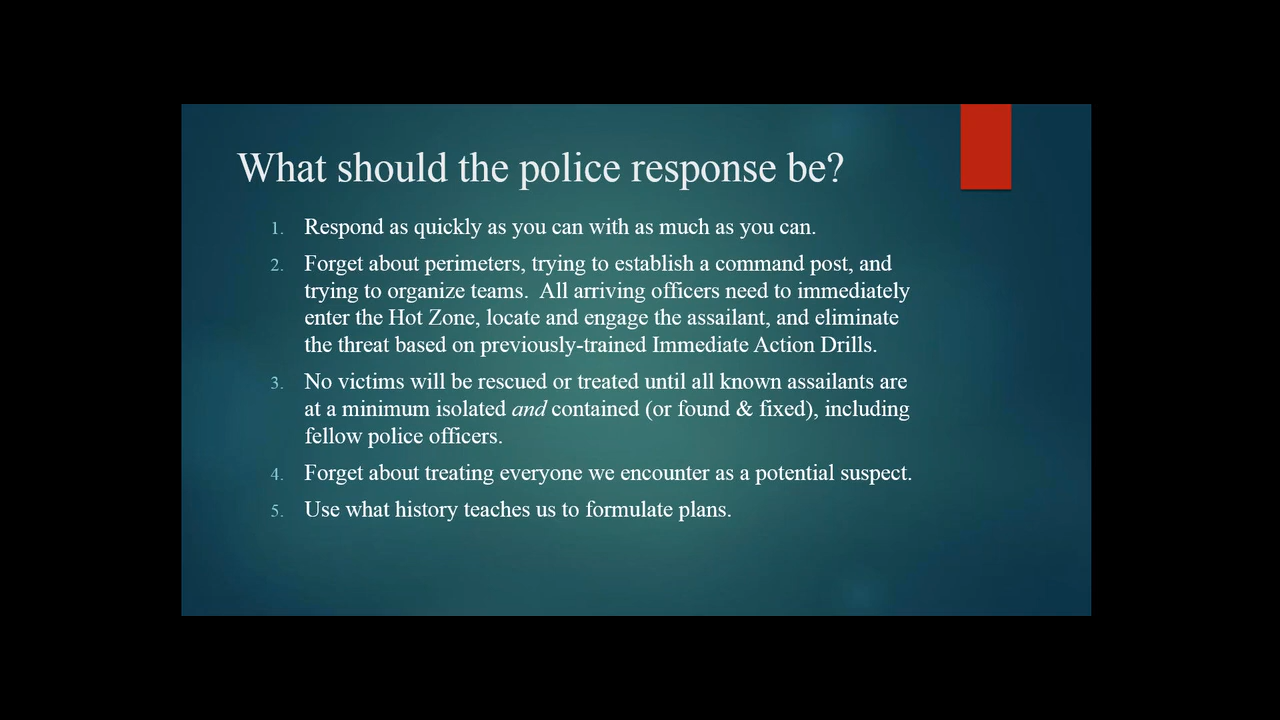 What should the police response be?
1. Respond as quickly as you can with as much as you can.
2. Forget about perimeters, trying to establish a command post, and
trying to organize teams.  All arriving officers need to immediately
enter the Hot Zone, locate and engage the assailant, and eliminate
the threat based on previously-trained Immediate Action Drills.
3. No victims will be rescued or treated until all known assailants are
at a minimum isolated and contained (or found & fixed), including
fellow police officers.
4. Forget about treating everyone we encounter as a potential suspect.
5. Use what history teaches us to formulate plans.